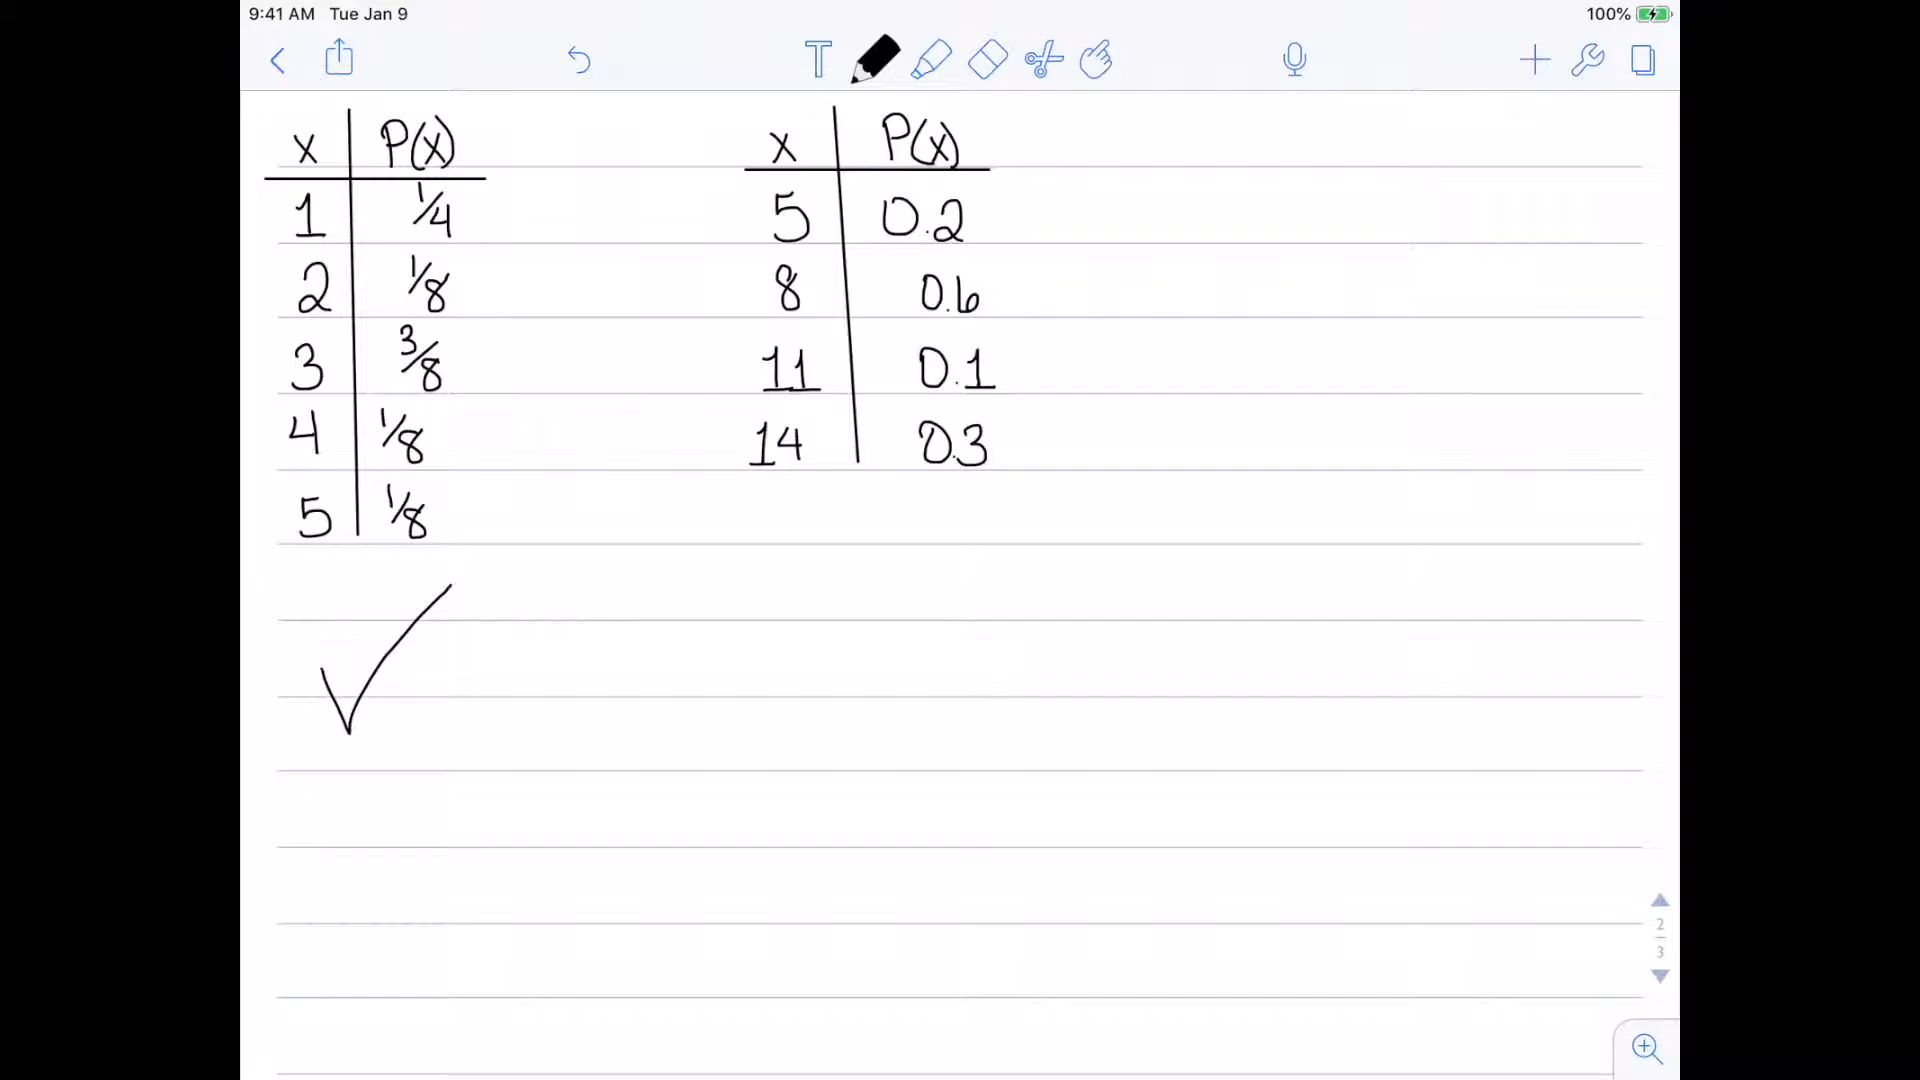 9:41 AM Tue Jan 9 100%
x P(x) x P(x)
1 1/4 5 0.2
2 1/8 8 0.6
3 3/8 11 0.1
4 1/8 14 0.3
5 1/8
2
3